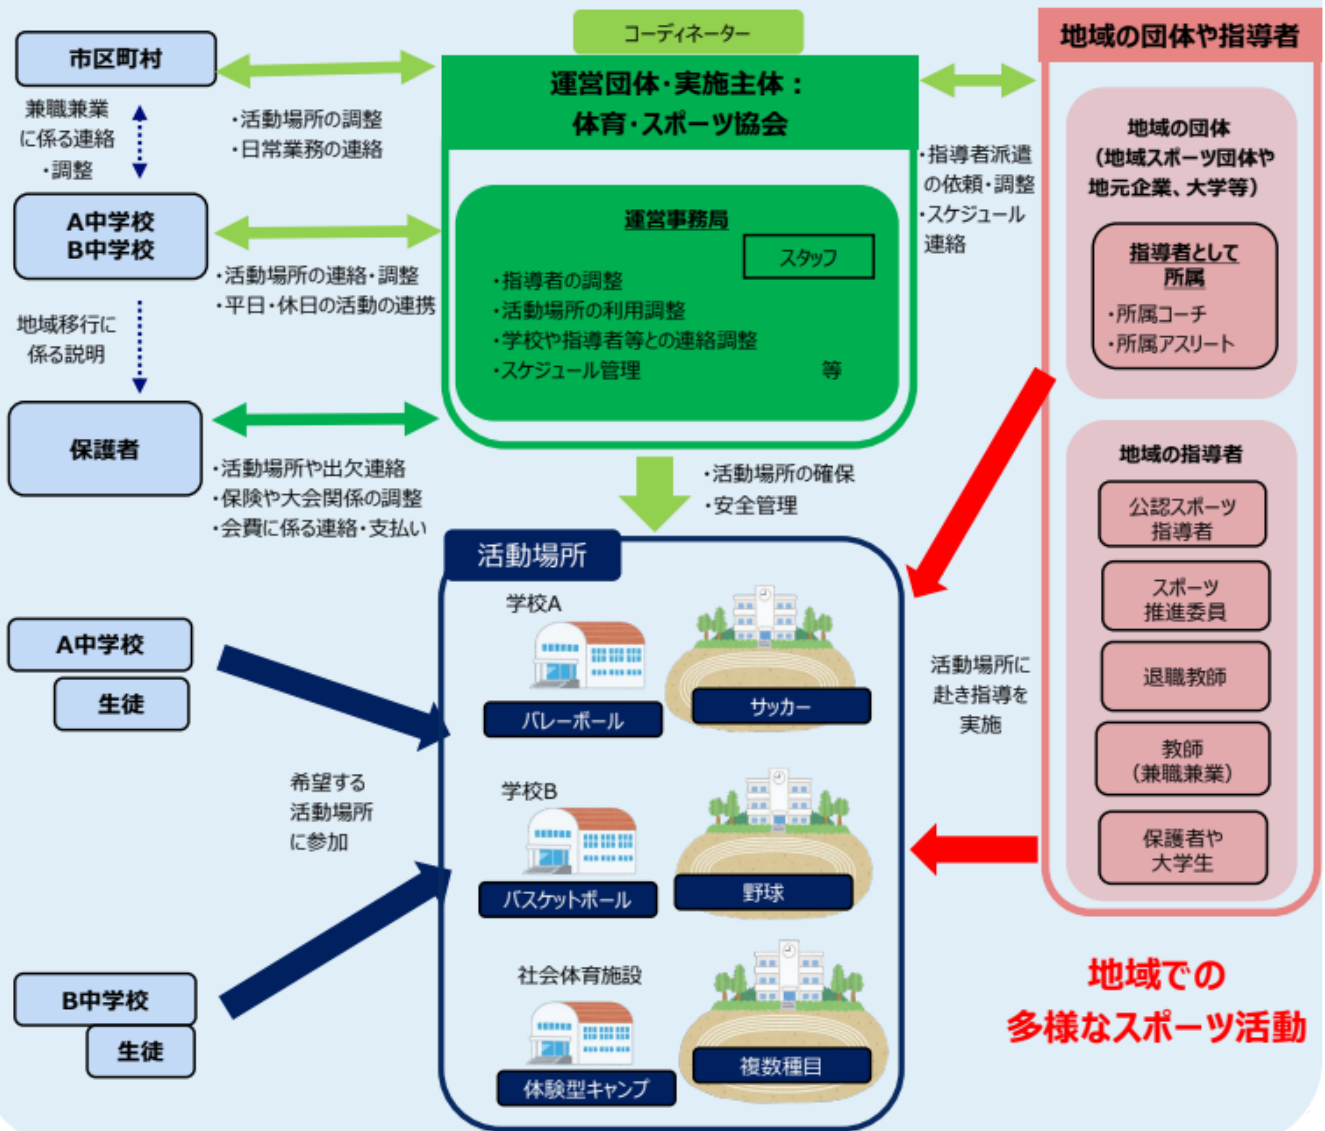 コーディネーター
市区町村
兼職兼業
に係る連絡
・調整
A中学校
B中学校
地域移行に
係る説明
保護者
・活動場所の調整
・日常業務の連絡
・活動場所の連絡・調整
・平日・休日の活動の連携
・活動場所や出欠連絡
・保険や大会関係の調整
・会費に係る連絡・支払い
運営団体・実施主体：
体育・スポーツ協会
運営事務局
スタッフ
・指導者の調整
・活動場所の利用調整
・学校や指導者等との連絡調整
・スケジュール管理 等
・指導者派遣
の依頼・調整
・スケジュール
連絡
地域の団体や指導者
地域の団体
（地域スポーツ団体や
地元企業、大学等）
指導者として
所属
・所属コーチ
・所属アスリート
地域の指導者
公認スポーツ
指導者
スポーツ
推進委員
退職教師
教師
（兼職兼業）
保護者や
大学生
・活動場所の確保
・安全管理
活動場所
学校A
バレーボール
サッカー
学校B
バスケットボール
野球
社会体育施設
体験型キャンプ
複数種目
A中学校
生徒
希望する
活動場所
に参加
B中学校
生徒
活動場所に
赴き指導を
実施
地域での
多様なスポーツ活動